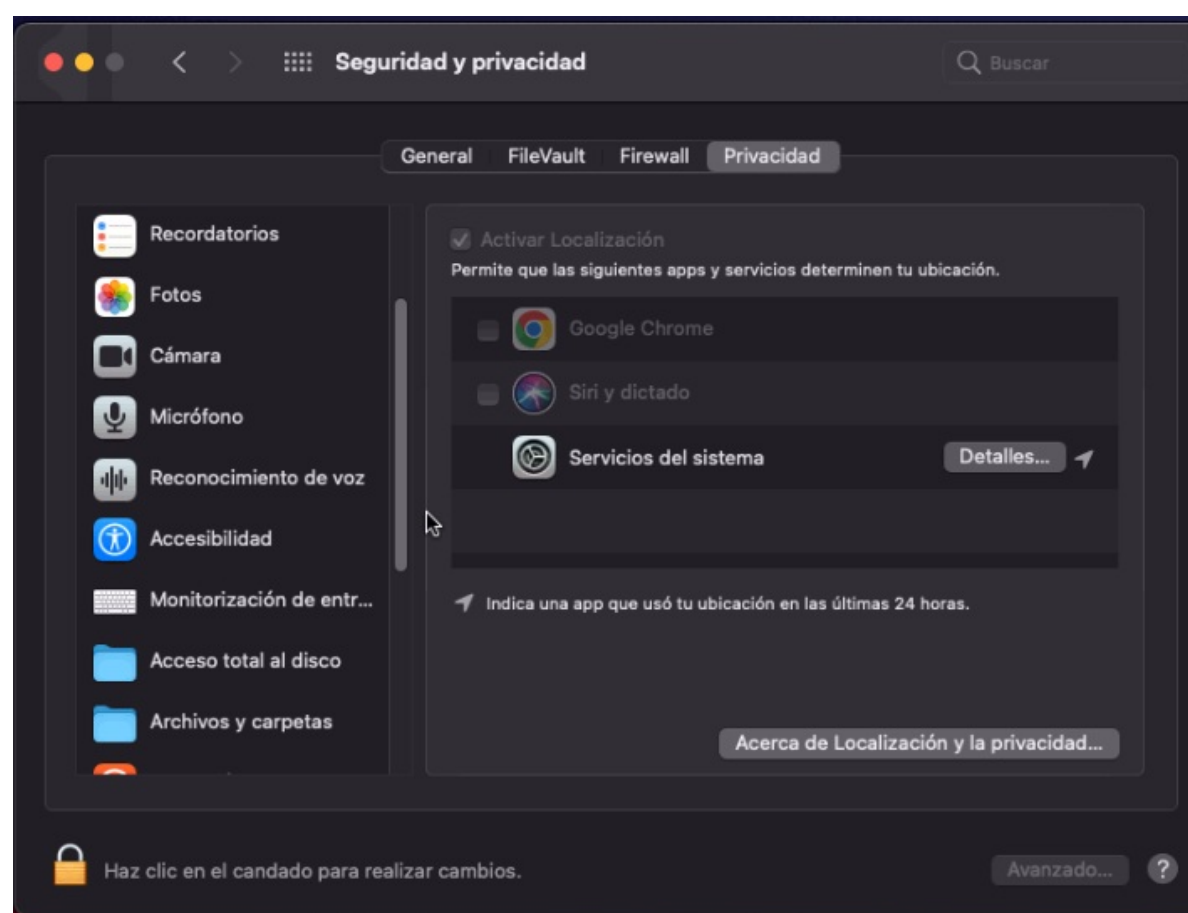 Seguridad y privacidad
Buscar
General FileVault Firewall Privacidad
Recordatorios
Fotos
Cámara
Micrófono
Reconocimiento de voz
Accesibilidad
Monitorización de entr...
Acceso total al disco
Archivos y carpetas
Activar Localización
Permite que las siguientes apps y servicios determinen tu ubicación.
Google Chrome
Siri y dictado
Servicios del sistema Detalles...
Indica una app que usó tu ubicación en las últimas 24 horas.
Acerca de Localización y la privacidad...
Haz clic en el candado para realizar cambios.
Avanzado... ?